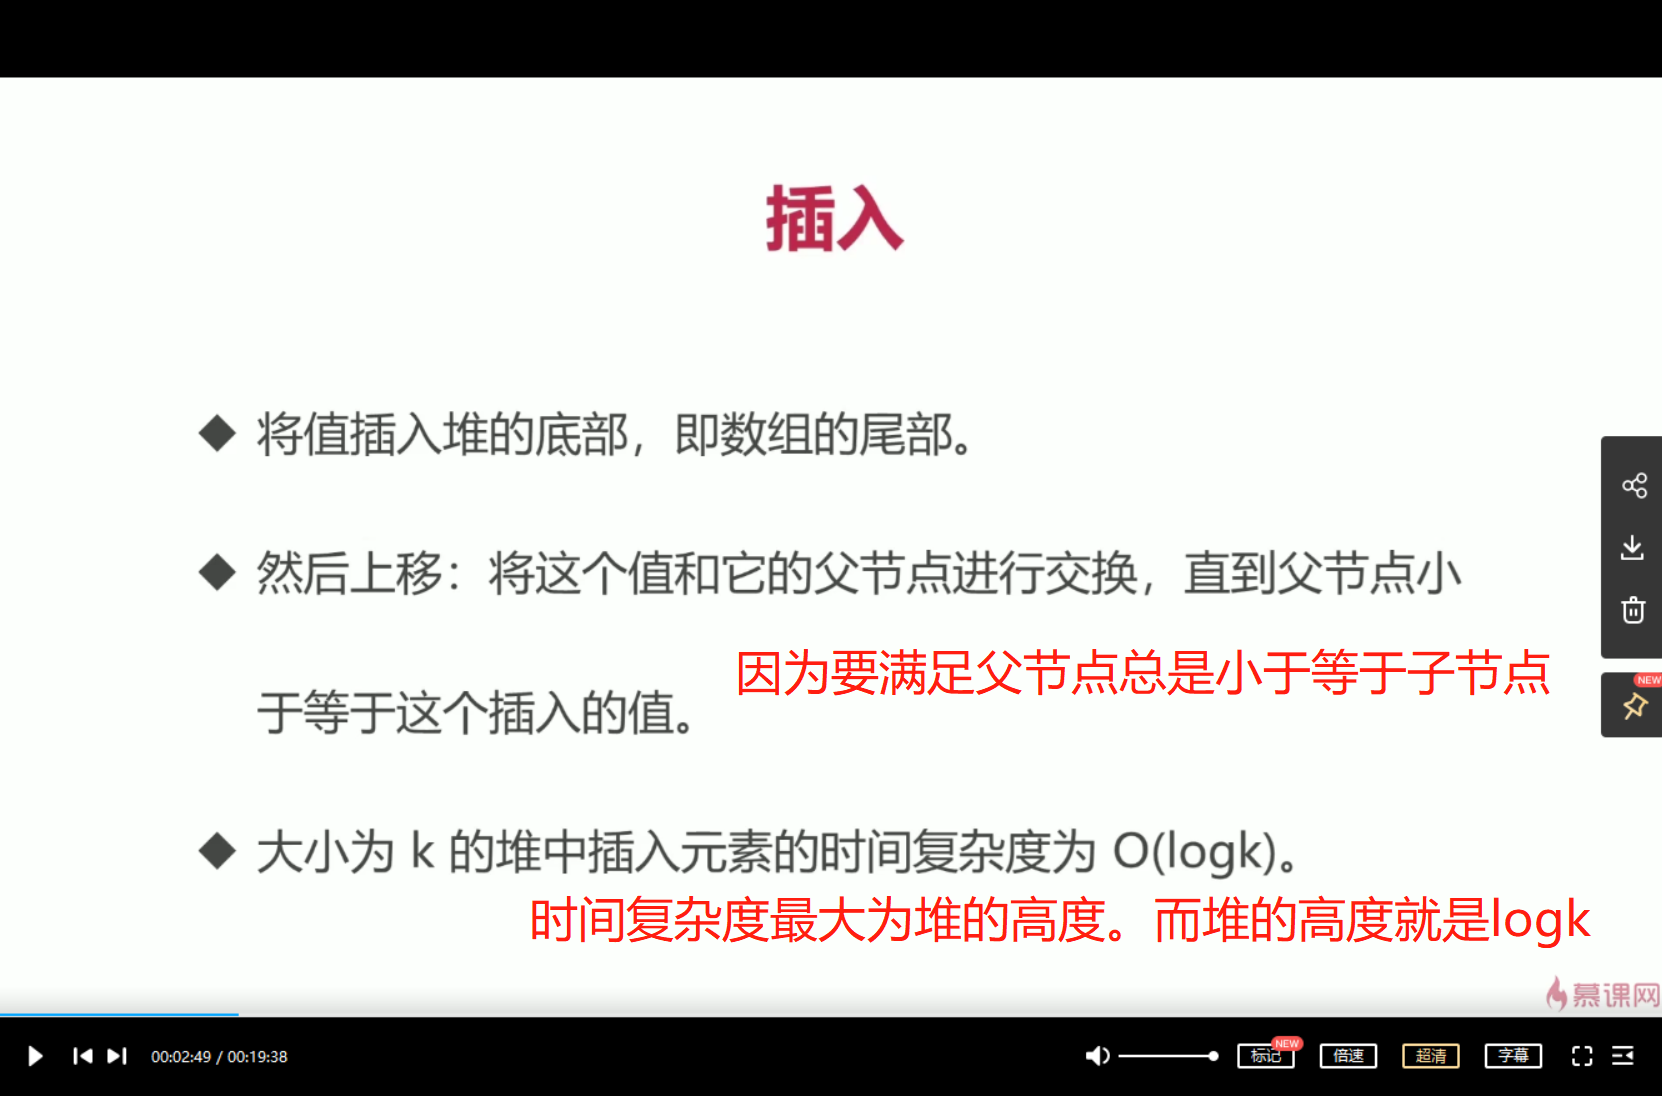 插入
◆ 将值插入堆的底部，即数组的尾部。
◆ 然后上移：将这个值和它的父节点进行交换，直到父节点小
因为要满足父节点总是小于等于子节点
于等于这个插入的值。
◆ 大小为 k 的堆中插入元素的时间复杂度为 O(logk)。
时间复杂度最大为堆的高度。而堆的高度就是logk
NEW
慕课网
00:02:49 / 00:19:38
标记 NEW 倍速 超清 字幕